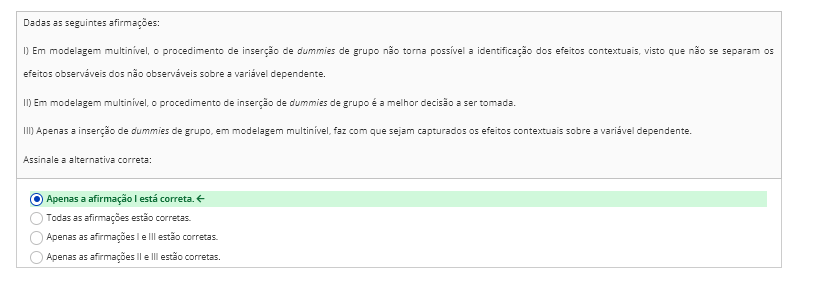 Dadas as seguintes afirmações:
I) Em modelagem multinível, o procedimento de inserção de dummies de grupo não torna possível a identificação dos efeitos contextuais, visto que não se separam os
efeitos observáveis dos não observáveis sobre a variável dependente.
II) Em modelagem multinível, o procedimento de inserção de dummies de grupo é a melhor decisão a ser tomada.
III) Apenas a inserção de dummies de grupo, em modelagem multinível, faz com que sejam capturados os efeitos contextuais sobre a variável dependente.
Assinale a alternativa correta:
Apenas a afirmação I está correta. ←
Todas as afirmações estão corretas.
Apenas as afirmações I e III estão corretas.
Apenas as afirmações II e III estão corretas.